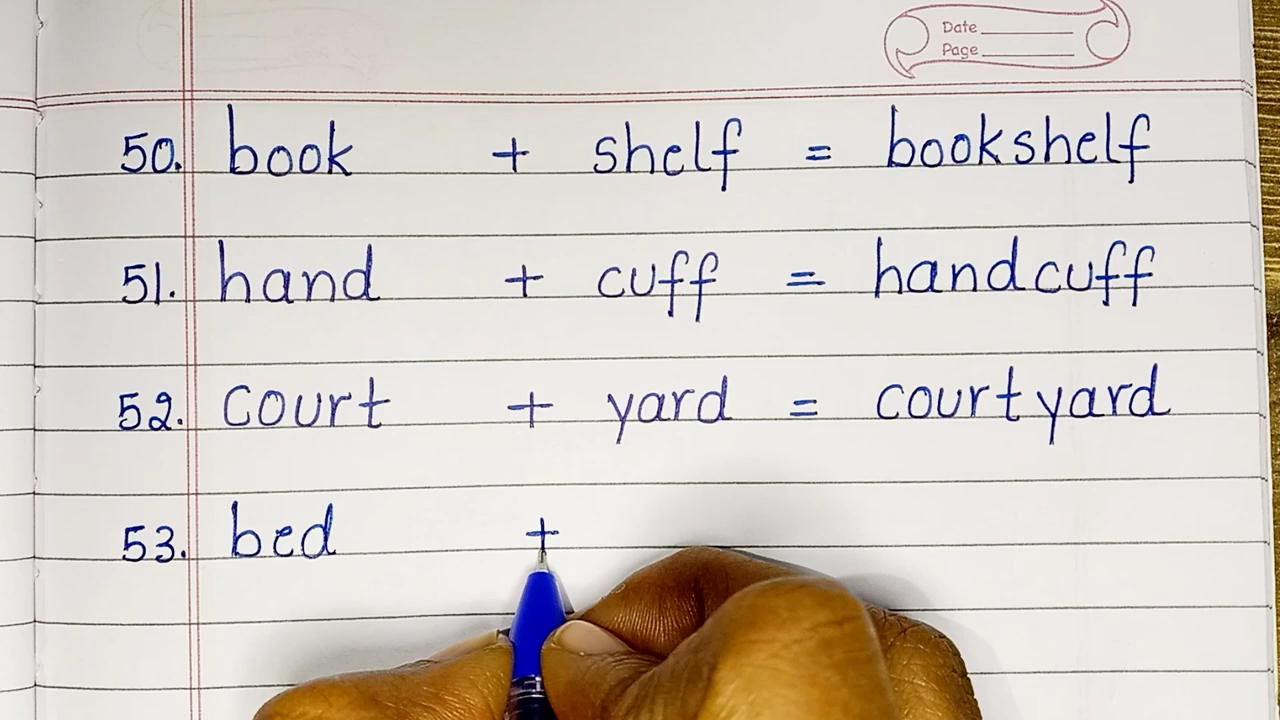 Date
Page
50. book + shelf = bookshelf
51. hand + cuff = handcuff
52. court + yard = courtyard
53. bed +